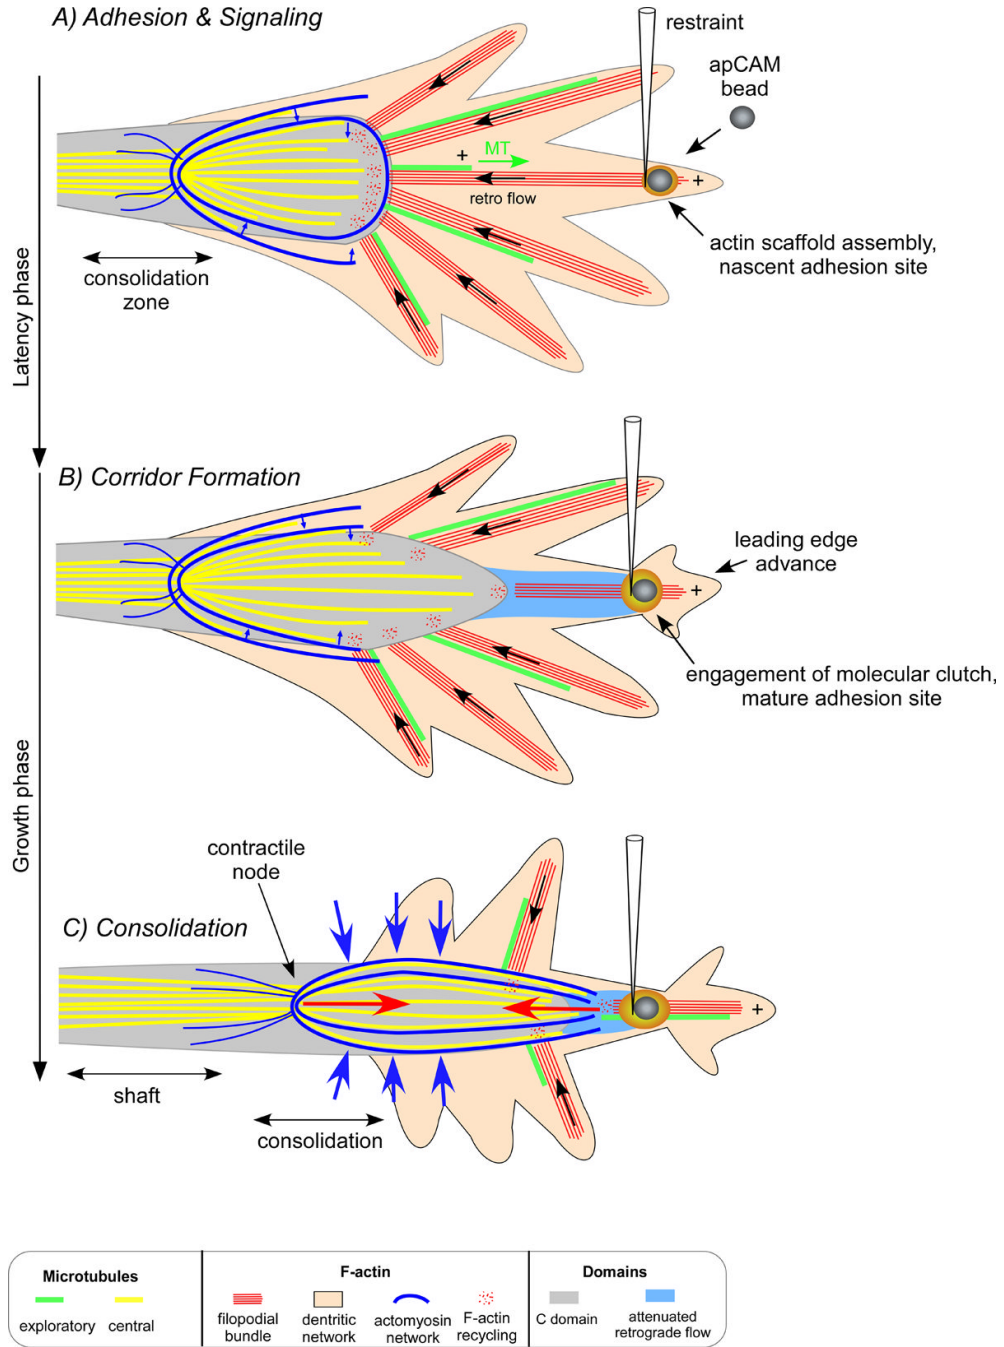 A) Adhesion & Signaling
restraint
apCAM
bead
+
MT
retro flow
+
actin scaffold assembly,
nascent adhesion site
consolidation
zone
Latency phase
B) Corridor Formation
leading edge
advance
+
engagement of molecular clutch,
mature adhesion site
Growth phase
contractile
node
C) Consolidation
+
shaft
consolidation
Microtubules
exploratory
central
F-actin
filopodial
bundle
dentritic
network
actomyosin
network
F-actin
recycling
Domains
C domain
attenuated
retrograde flow